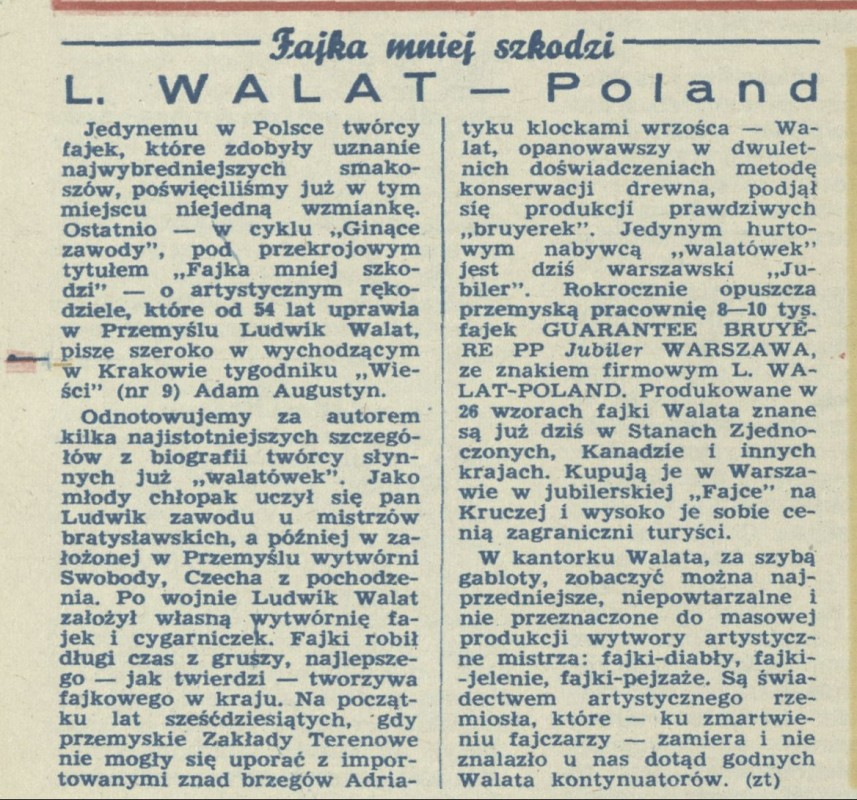 Fajka mniej szkodzi
L. WALAT — Poland
Jedynemu w Polsce twórcy
fajek, które zdobyły uznanie
najwybredniejszych smako-
szów, poświęciliśmy już w tym
miejscu niejedną wzmiankę.
Ostatnio — w cyklu „Ginące
zawody”, pod przekrojowym
tytułem „Fajka mniej szko-
dzi” — o artystycznym ręko-
dziele, które od 54 lat uprawia
w Przemyślu Ludwik Walat,
pisze szeroko w wychodzącym
w Krakowie tygodniku „Wie-
ści” (nr 9) Adam Augustyn.
Odnotowujemy za autorem
kilka najistotniejszych szczegó-
łów z biografii twórcy słyn-
nych już „walatówek”. Jako
młody chłopak uczył się pan
Ludwik zawodu u mistrzów
bratysławskich, a później w za-
łożonej w Przemyślu wytwórni
Swobody, Czecha z pochodze-
nia. Po wojnie Ludwik Walat
założył własną wytwórnię fa-
jek i cygarniczek. Fajki robił
długi czas z gruszy, najlepsze-
go — jak twierdzi — tworzywa
fajkowego w kraju. Na począt-
ku lat sześćdziesiątych, gdy
przemyskie Zakłady Terenowe
nie mogły się uporać z impor-
towanymi znad brzegów Adria-
tyku klockami wrzośca — Wa-
lat, opanowawszy w dwulet-
nich doświadczeniach metodę
konserwacji drewna, podjął
się produkcji prawdziwych
„bruyerek”. Jedynym hurto-
wym nabywcą „walatówek”
jest dziś warszawski „Ju-
biler”. Rokrocznie opuszcza
przemyską pracownię 8—10 tys.
fajek GUARANTEE BRUYÉ-
RE PP Jubiler WARSZAWA,
ze znakiem firmowym L. WA-
LAT-POLAND. Produkowane w
26 wzorach fajki Walata znane
są już dziś w Stanach Zjedno-
czonych, Kanadzie i innych
krajach. Kupują je w Warsza-
wie w jubilerskiej „Fajce” na
Kruczej i wysoko je sobie ce-
nią zagraniczni turyści.
W kantorku Walata, za szybą
gabloty, zobaczyć można naj-
przedniejsze, niepowtarzalne i
nie przeznaczone do masowej
produkcji wytwory artystycz-
ne mistrza: fajki-diabły, fajki-
-jelenie, fajki-pejzaże. Są świa-
dectwem artystycznego rze-
miosła, które — ku zmartwie-
niu fajczarzy — zamiera i nie
znalazło u nas dotąd godnych
Walata kontynuatorów. (zt)